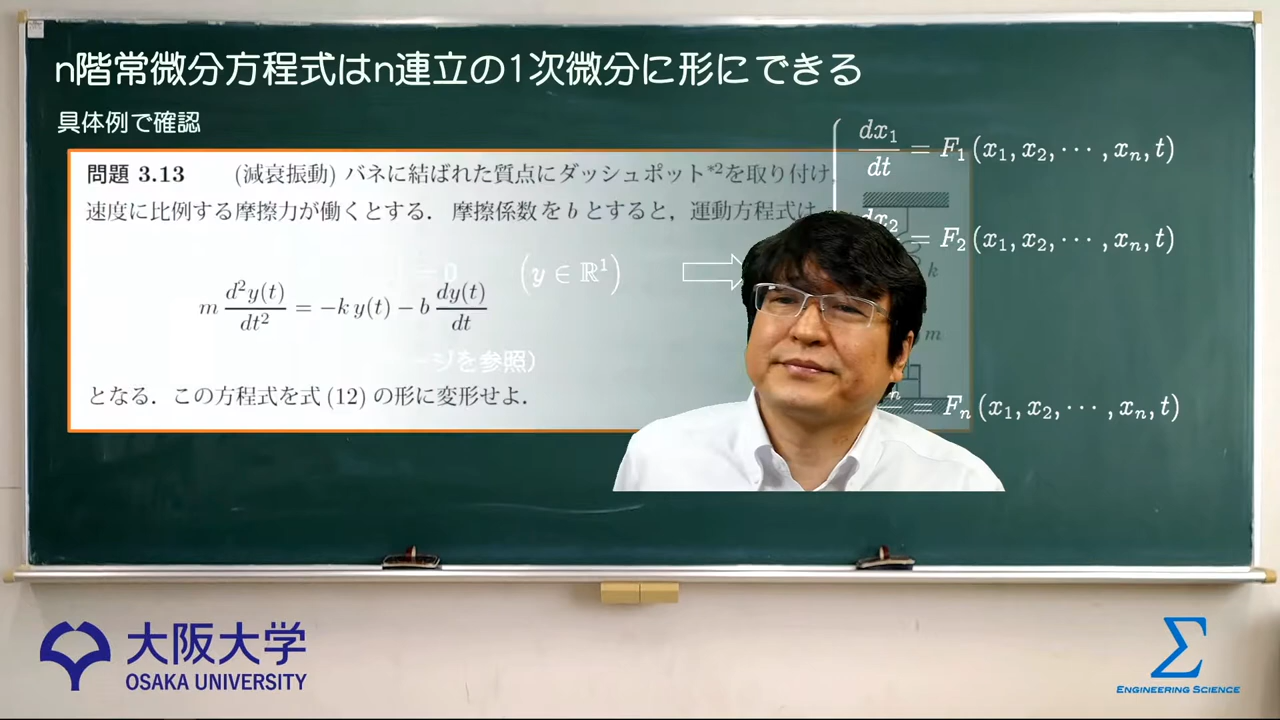 n階常微分方程式はn連立の1次微分に形にできる
具体例で確認
問題 3.13 (減衰振動) バネに結ばれた質点にダッシュポット*2を取り付け,
速度に比例する摩擦力が働くとする. 摩擦係数を b とすると, 運動方程式は
= 0 (y ∈ ℝ¹)
m d²y(t)/dt² = −k y(t) − b dy(t)/dt
ージを参照)
となる. この方程式を式 (12) の形に変形せよ.
dx₁/dt = F₁(x₁, x₂, ⋯ , xₙ, t)
dx₂ = F₂(x₁, x₂, ⋯ , xₙ, t)
k
m
= Fₙ(x₁, x₂, ⋯ , xₙ, t)
大阪大学
OSAKA UNIVERSITY
Σ
ENGINEERING SCIENCE